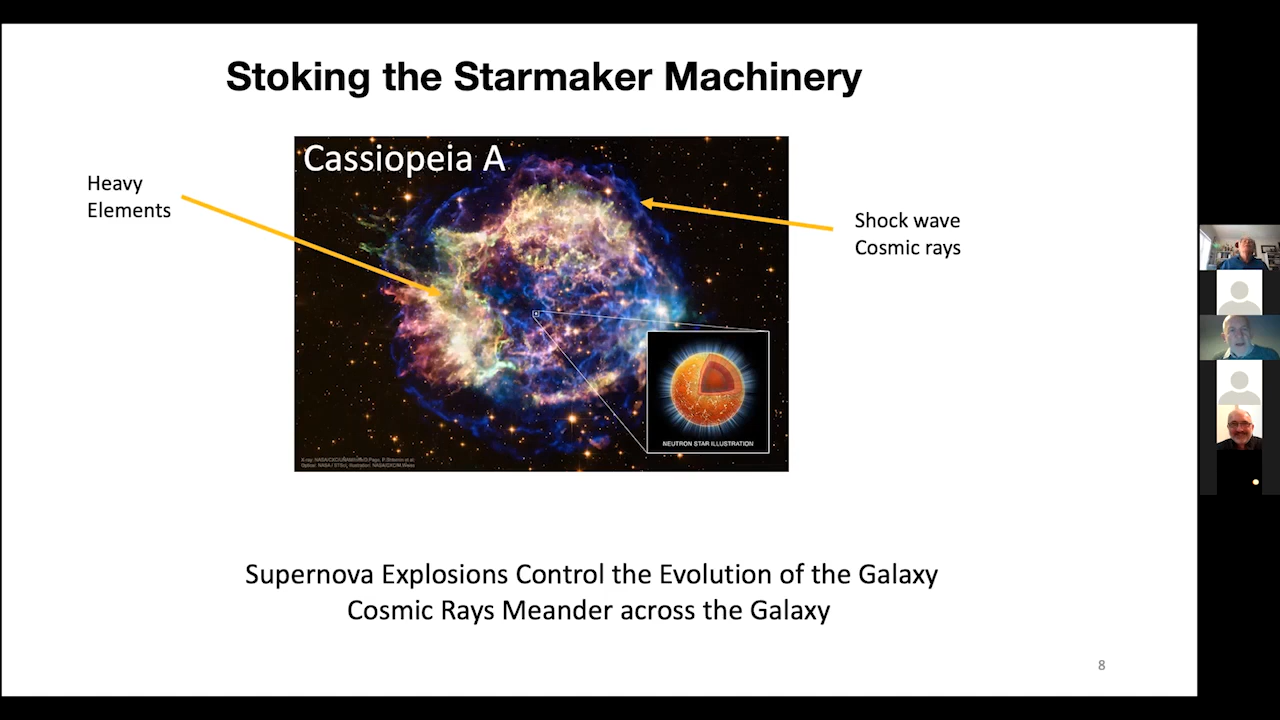 Stoking the Starmaker Machinery
Cassiopeia A
Heavy
Elements
Shock wave
Cosmic rays
NEUTRON STAR ILLUSTRATION
Supernova Explosions Control the Evolution of the Galaxy
Cosmic Rays Meander across the Galaxy
8